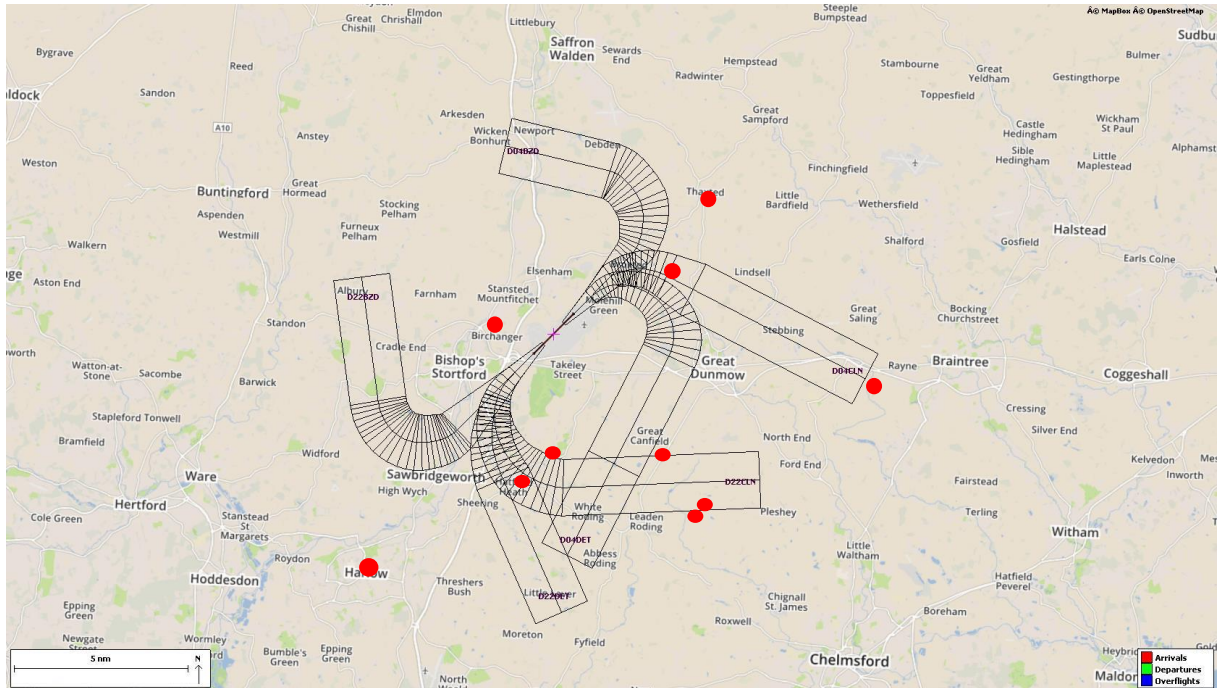 Â© MapBox Â© OpenStreetMap
Elmdon
Great
Chishill
Chrishall
Littlebury
Steeple
Bumpstead
Saffron
Walden
Sewards
End
Bygrave
Reed
Hempstead
Radwinter
Stambourne
Great
Yeldham
Bulmer
Gestingthorpe
Sandon
Toppesfield
A10
Anstey
Arkesden
Wicken
Bonhunt
Newport
Debden
Great
Sampford
Castle
Hedingham
Wickham
St Paul
D04BZD
Sible
Hedingham
Little
Maplestead
Weston
Buntingford
Great
Hormead
Finchingfield
Little
Bardfield
Wethersfield
Aspenden
Westmill
Stocking
Pelham
Furneux
Pelham
Halstead
Walkern
Shalford
Gosfield
Earls Colne
Aston End
Elsenham
Lindsell
Albury
D22BZD
Farnham
Stansted
Mountfitchet
Molehill
Green
Great
Saling
Bocking
Churchstreet
Standon
Birchanger
Stebbing
Cradle End
Bishop's
Stortford
Takeley
Street
Great
Dunmow
Rayne
Braintree
D04CLN
Coggeshall
Watton-at-
Stone
Sacombe
Barwick
Stapleford
Tonwell
Cressing
Bramfield
Widford
Great
Canfield
North End
Silver End
Ware
Sawbridgeworth
Ford End
Kelvedon
Inworth
High Wych
Heath
D22CLN
Fairstead
Hertford
Sheering
White
Roding
Leaden
Roding
Pleshey
Terling
Cole Green
Stanstead
St
Margarets
Witham
D04DET
Abbess
Roding
Little
Waltham
Roydon
Hoddesdon
Threshers
Bush
D22DET
Hatfield
Peverel
Chignall
St. James
Boreham
Epping
Green
Moreton
Roxwell
Fyfield
Newgate
Street
Wormley
Bumble's
Green
Epping
Green
Chelmsford
5 nm
N
North
Arrivals
Departures
Overflights